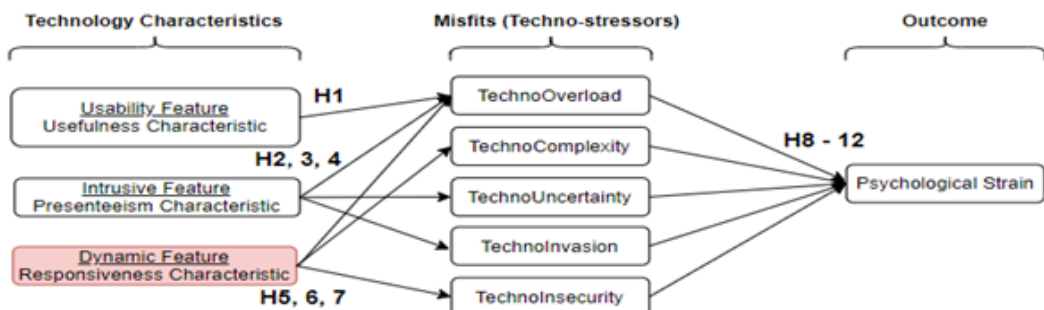 Technology Characteristics
Misfits (Techno-stressors)
Outcome
Usability Feature
Usefulness Characteristic
H1
TechnoOverload
H2, 3, 4
TechnoComplexity
H8 - 12
Intrusive Feature
Presenteeism Characteristic
TechnoUncertainty
Psychological Strain
Dynamic Feature
Responsiveness Characteristic
TechnoInvasion
H5, 6, 7
TechnoInsecurity